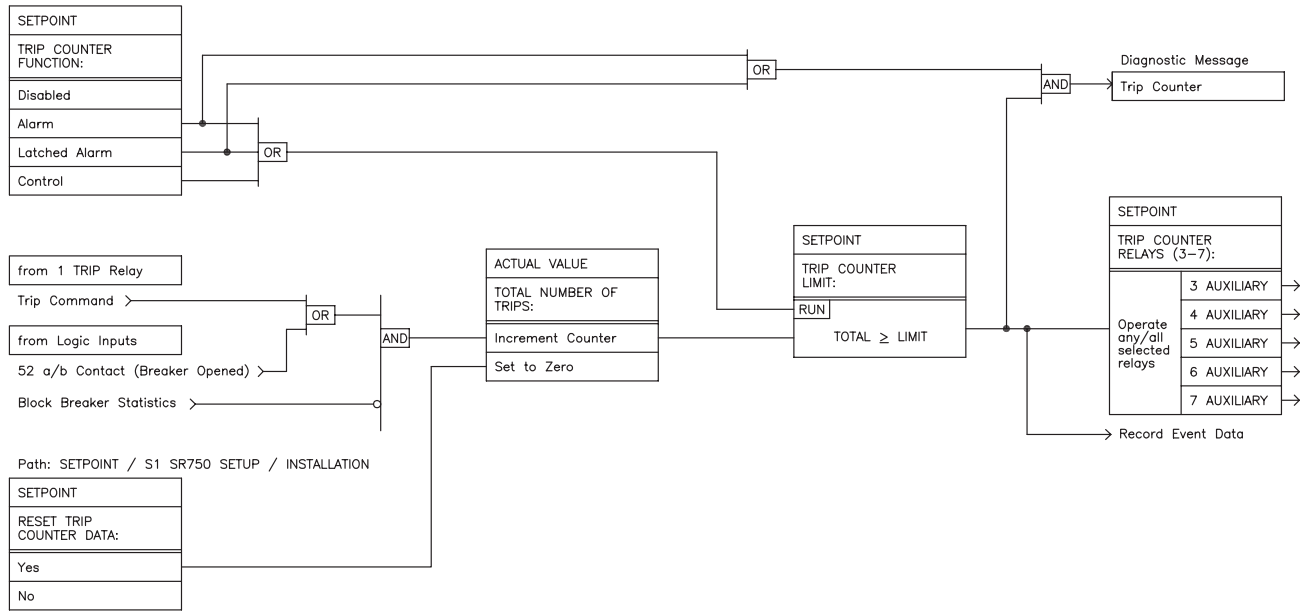 SETPOINT
TRIP COUNTER
FUNCTION:
Disabled
Alarm
Latched Alarm
Control
OR
OR
AND
Diagnostic Message
Trip Counter
from 1 TRIP Relay
Trip Command
from Logic Inputs
52 a/b Contact (Breaker Opened)
Block Breaker Statistics
OR
AND
ACTUAL VALUE
TOTAL NUMBER OF
TRIPS:
Increment Counter
Set to Zero
SETPOINT
TRIP COUNTER
LIMIT:
RUN
TOTAL ≥ LIMIT
SETPOINT
TRIP COUNTER
RELAYS (3-7):
Operate
any/all
selected
relays
3 AUXILIARY
4 AUXILIARY
5 AUXILIARY
6 AUXILIARY
7 AUXILIARY
Record Event Data
Path: SETPOINT / S1 SR750 SETUP / INSTALLATION
SETPOINT
RESET TRIP
COUNTER DATA:
Yes
No